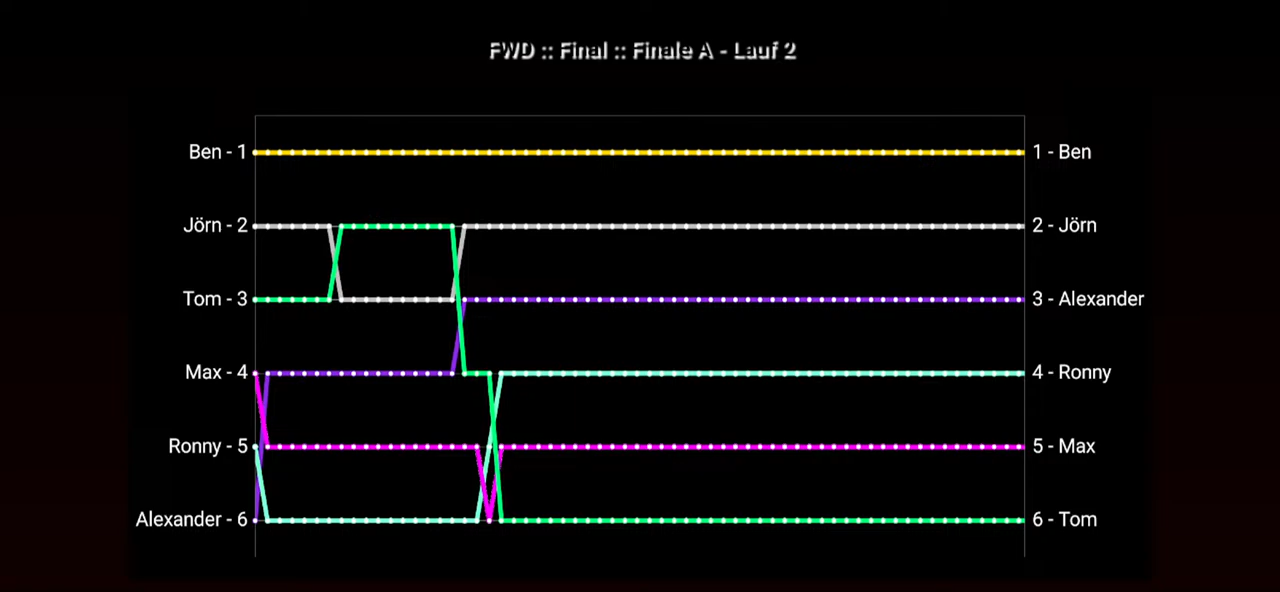 FWD :: Final :: Finale A - Lauf 2
Ben - 1
1 - Ben
Jörn - 2
2 - Jörn
Tom - 3
3 - Alexander
Max - 4
4 - Ronny
Ronny - 5
5 - Max
Alexander - 6
6 - Tom